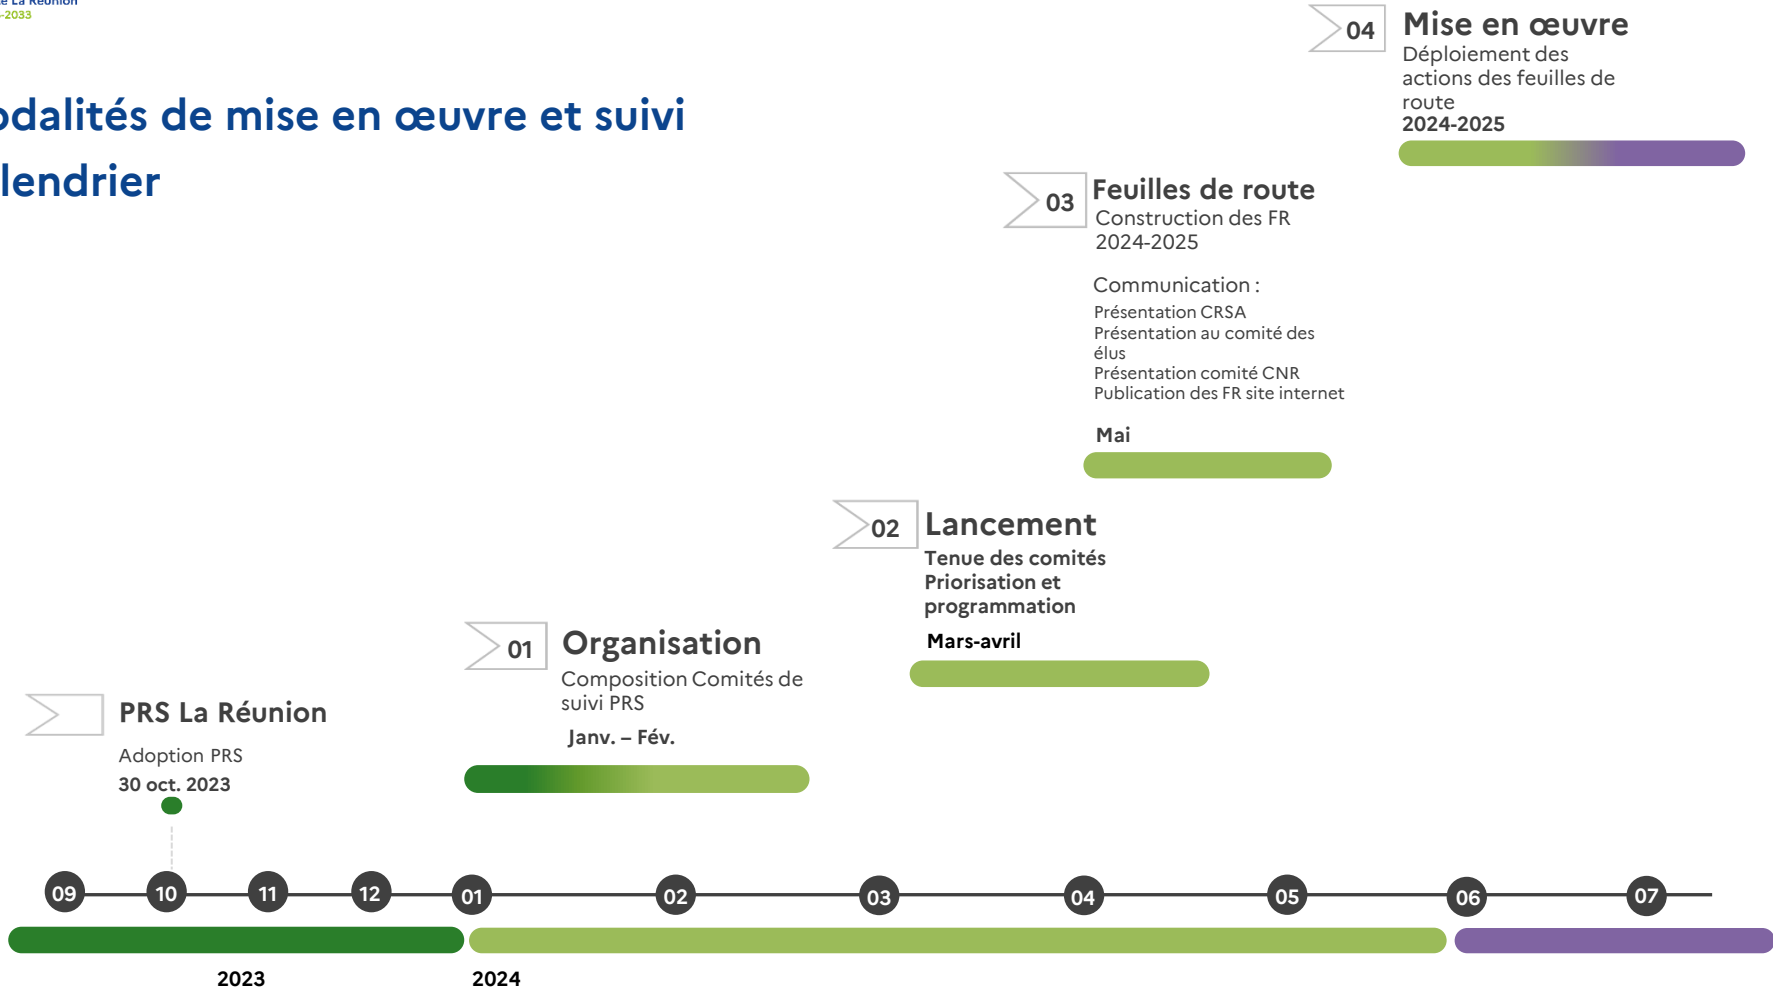 La Réunion
-2033
odalités de mise en œuvre et suivi
lendrier
04
Mise en œuvre
Déploiement des
actions des feuilles de
route
2024-2025
03
Feuilles de route
Construction des FR
2024-2025
Communication :
Présentation CRSA
Présentation au comité des
élus
Présentation comité CNR
Publication des FR site internet
Mai
02
Lancement
Tenue des comités
Priorisation et
programmation
Mars-avril
01
Organisation
Composition Comités de
suivi PRS
Janv. – Fév.
PRS La Réunion
Adoption PRS
30 oct. 2023
09 10 11 12 01 02 03 04 05 06 07
2023 2024